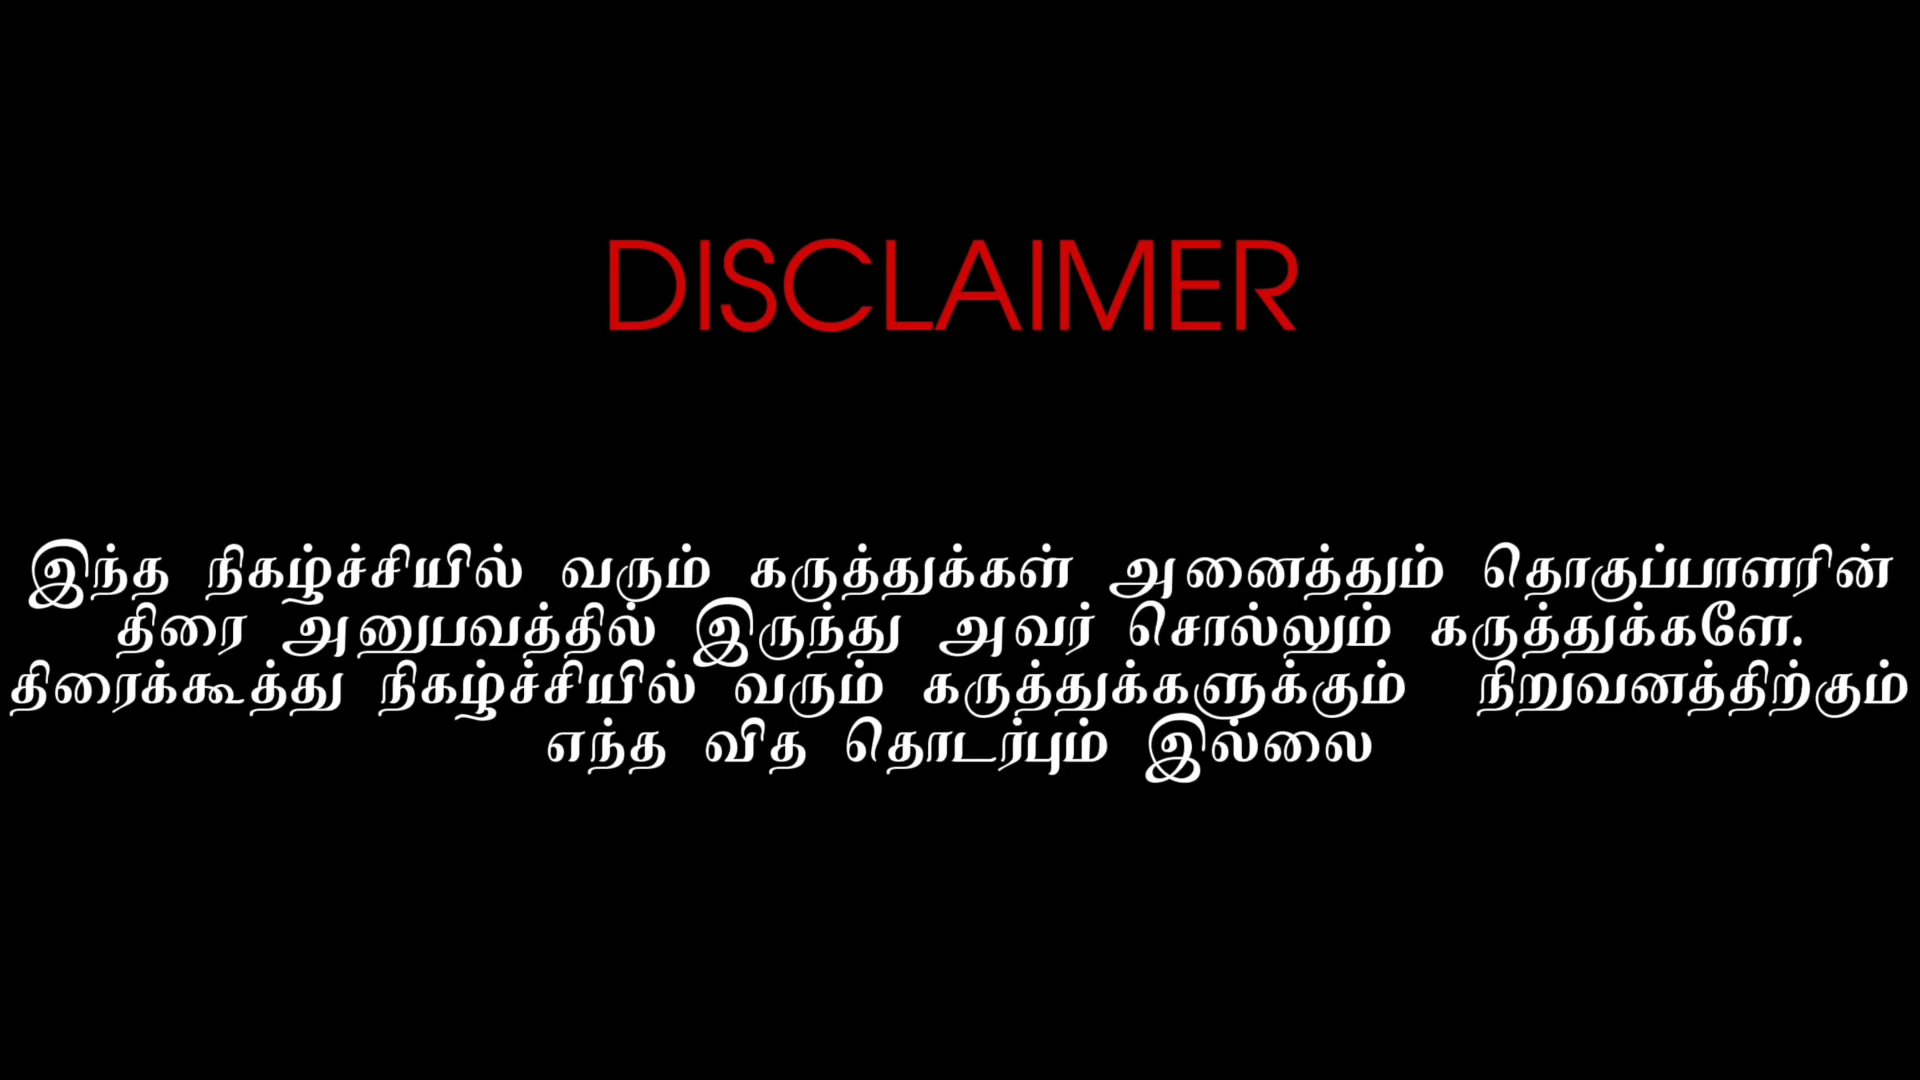 DISCLAIMER
இந்த நிகழ்ச்சியில் வரும் கருத்துக்கள் அனைத்தும் தொகுப்பாளரின்
திரை அனுபவத்தில் இருந்து அவர் சொல்லும் கருத்துக்களே.
திரைக்கூத்து நிகழ்ச்சியில் வரும் கருத்துக்களுக்கும் நிறுவனத்திற்கும்
எந்த வித தொடர்பும் இல்லை